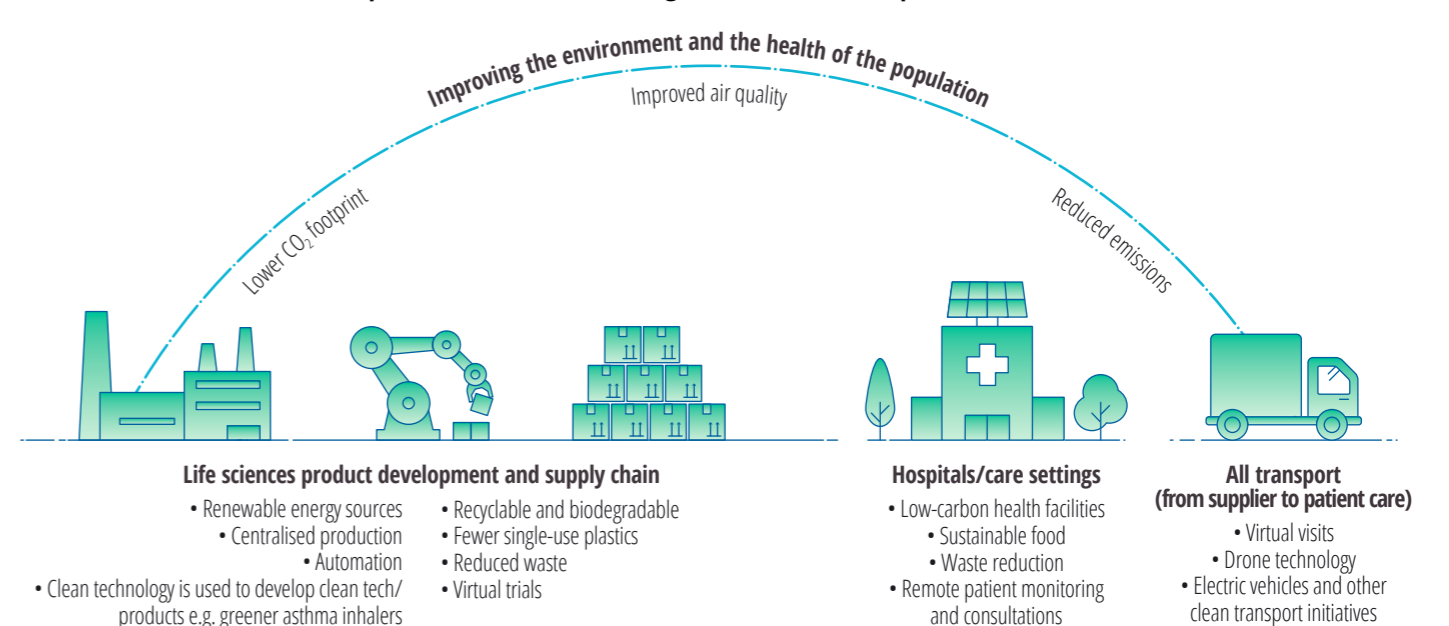 Improving the environment and the health of the population
Improved air quality
Lower CO₂ footprint
Reduced emissions
Life sciences product development and supply chain
• Renewable energy sources
• Centralised production
• Automation
• Clean technology is used to develop clean tech/
products e.g. greener asthma inhalers
• Recyclable and biodegradable
• Fewer single-use plastics
• Reduced waste
• Virtual trials
Hospitals/care settings
• Low-carbon health facilities
• Sustainable food
• Waste reduction
• Remote patient monitoring
and consultations
All transport
(from supplier to patient care)
• Virtual visits
• Drone technology
• Electric vehicles and other
clean transport initiatives